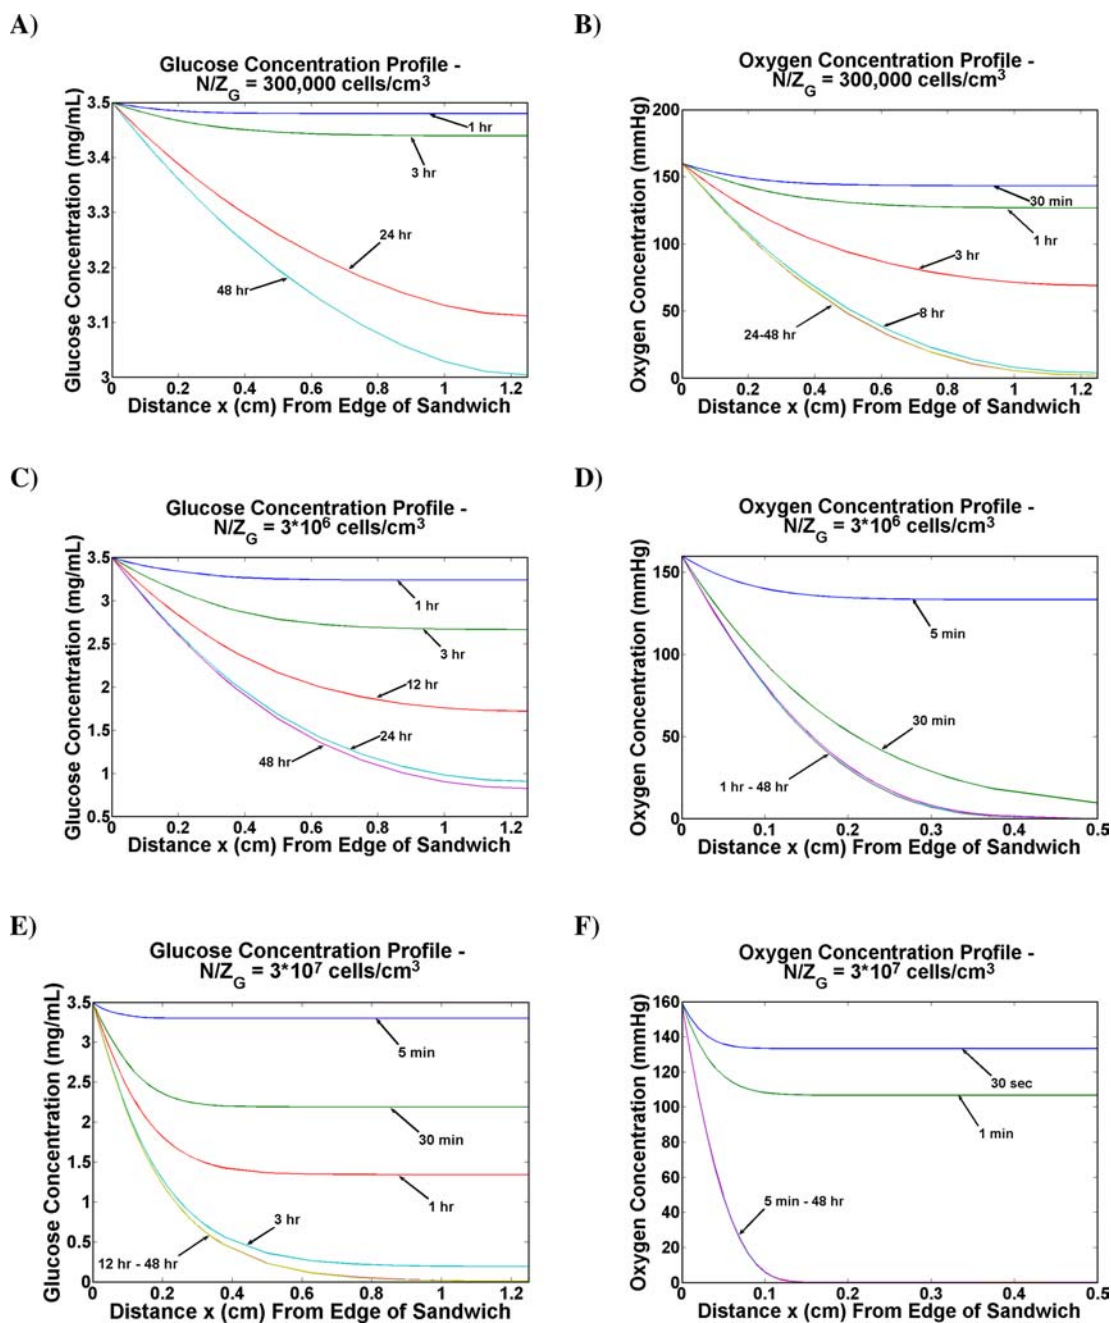 A)
Glucose Concentration Profile -
N/Z_G = 300,000 cells/cm³
Glucose Concentration (mg/mL)
3.5
3.4
3.3
3.2
3.1
3
1 hr
3 hr
24 hr
48 hr
0 0.2 0.4 0.6 0.8 1 1.2
Distance x (cm) From Edge of Sandwich
B)
Oxygen Concentration Profile -
N/Z_G = 300,000 cells/cm³
Oxygen Concentration (mmHg)
200
150
100
50
0
30 min
1 hr
3 hr
8 hr
24-48 hr
0 0.2 0.4 0.6 0.8 1 1.2
Distance x (cm) From Edge of Sandwich
C)
Glucose Concentration Profile -
N/Z_G = 3*10⁶ cells/cm³
Glucose Concentration (mg/mL)
3.5
3
2.5
2
1.5
1
0.5
1 hr
3 hr
12 hr
24 hr
48 hr
0 0.2 0.4 0.6 0.8 1 1.2
Distance x (cm) From Edge of Sandwich
D)
Oxygen Concentration Profile -
N/Z_G = 3*10⁶ cells/cm³
Oxygen Concentration (mmHg)
150
100
50
0
5 min
30 min
1 hr - 48 hr
0 0.1 0.2 0.3 0.4 0.5
Distance x (cm) From Edge of Sandwich
E)
Glucose Concentration Profile -
N/Z_G = 3*10⁷ cells/cm³
Glucose Concentration (mg/mL)
3.5
3
2.5
2
1.5
1
0.5
0
5 min
30 min
1 hr
3 hr
12 hr - 48 hr
0 0.2 0.4 0.6 0.8 1 1.2
Distance x (cm) From Edge of Sandwich
F)
Oxygen Concentration Profile -
N/Z_G = 3*10⁷ cells/cm³
Oxygen Concentration (mmHg)
160
140
120
100
80
60
40
20
0
30 sec
1 min
5 min - 48 hr
0 0.1 0.2 0.3 0.4 0.5
Distance x (cm) From Edge of Sandwich